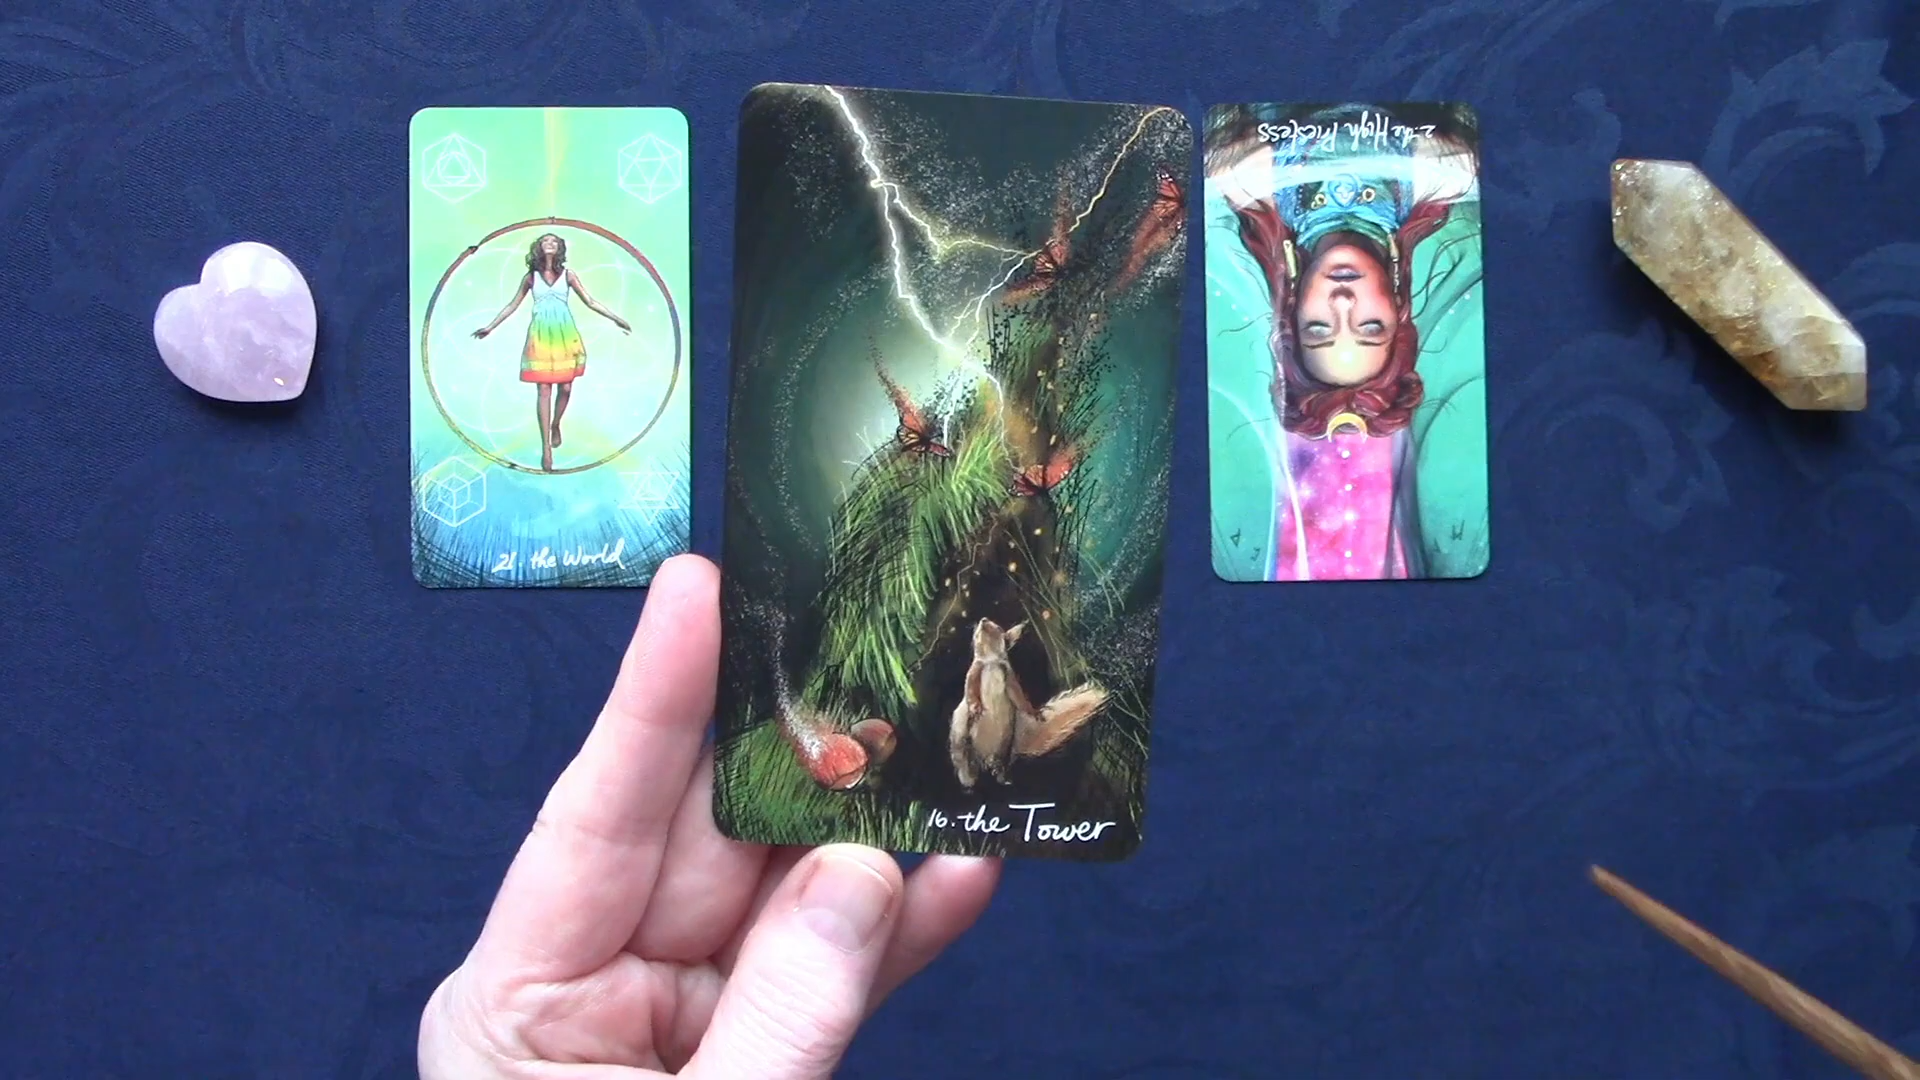 21. the World
16. the Tower
2. the High Priestess